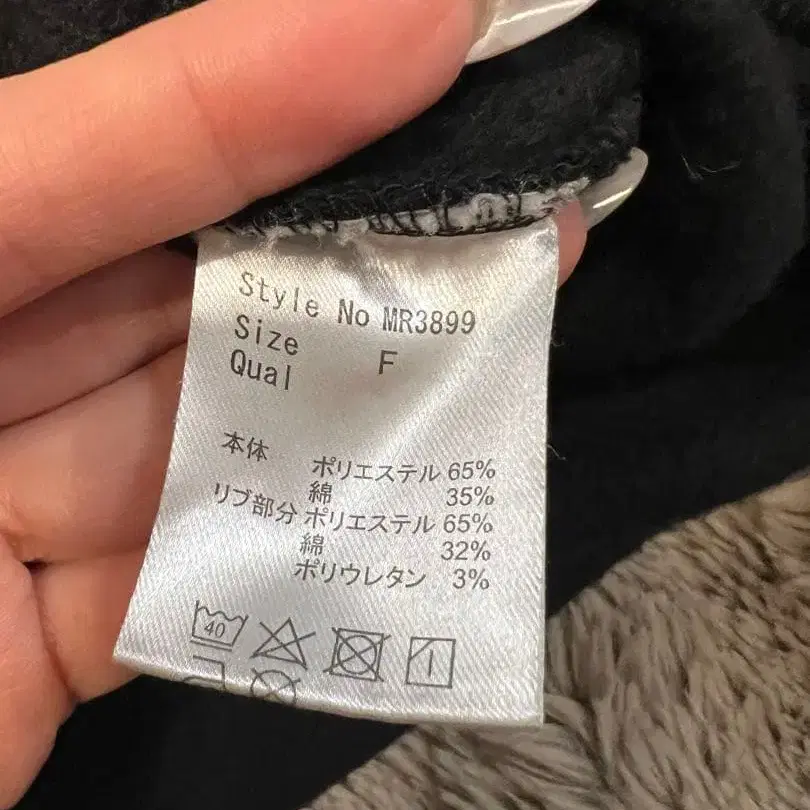 Style No MR3899
Size F
Qual
本体 ポリエステル 65%
綿 35%
リブ部分 ポリエステル 65%
綿 32%
ポリウレタン 3%
40